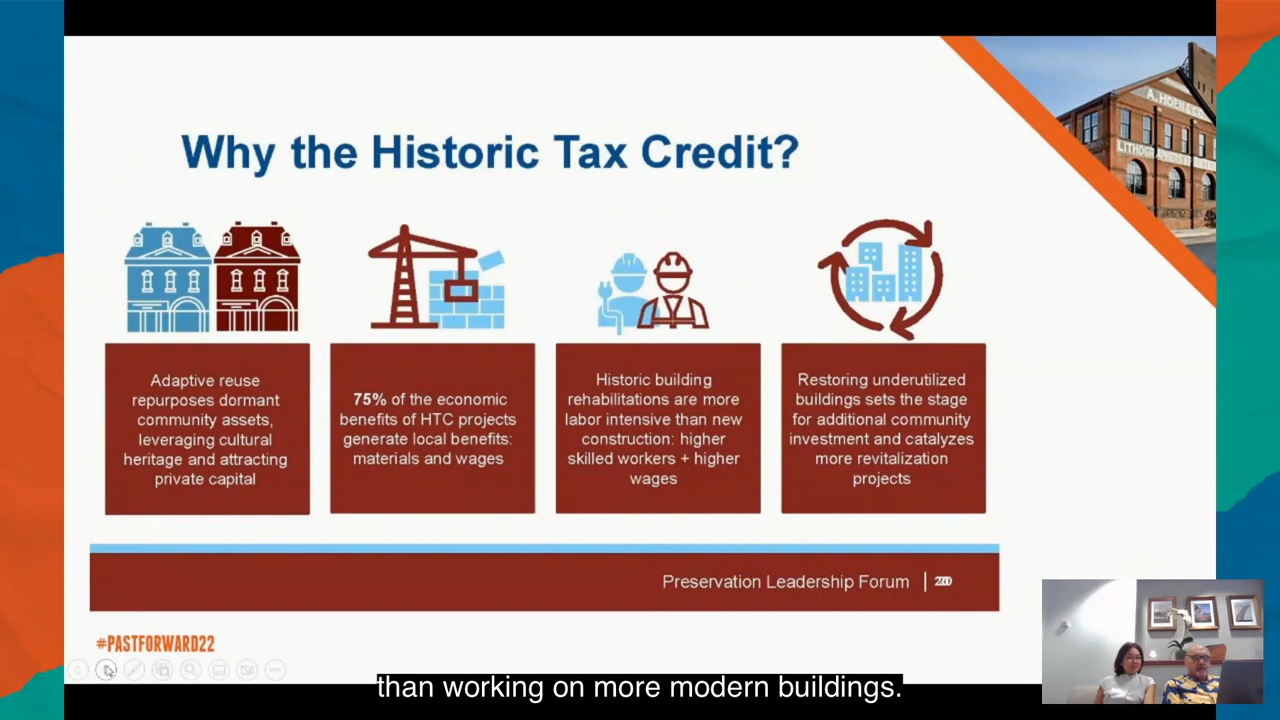 Why the Historic Tax Credit?
A. HOEN & CO.
LITHOGRAPHERS
Adaptive reuse
repurposes dormant
community assets,
leveraging cultural
heritage and attracting
private capital
75% of the economic
benefits of HTC projects
generate local benefits:
materials and wages
Historic building
rehabilitations are more
labor intensive than new
construction: higher
skilled workers + higher
wages
Restoring underutilized
buildings sets the stage
for additional community
investment and catalyzes
more revitalization
projects
Preservation Leadership Forum |
#PASTFORWARD22
than working on more modern buildings.